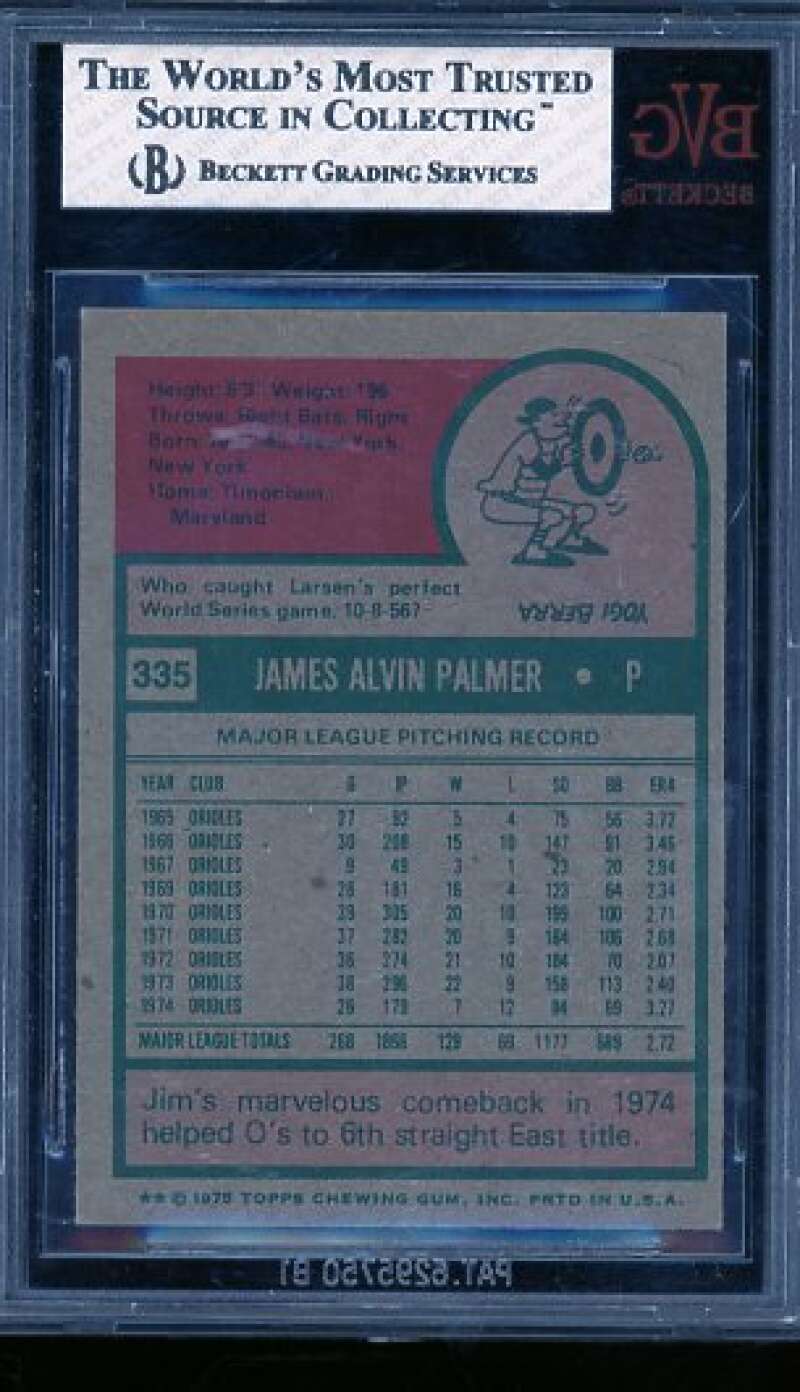 THE WORLD'S MOST TRUSTED
SOURCE IN COLLECTING™
(B) BECKETT GRADING SERVICES
BVG
BECKETT'S
Height: 6'3 Weight: 196
Throws: Right Bats: Right
Born: New York,
New York
Home: Timonium,
Maryland
Who caught Larsen's perfect
World Series game, 10-8-56?
YOGI BERRA
335 JAMES ALVIN PALMER • P
MAJOR LEAGUE PITCHING RECORD
YEAR CLUB G IP W L SO BB ERA
1965 ORIOLES 27 92 5 4 75 56 3.72
1966 ORIOLES 30 208 15 10 147 91 3.46
1967 ORIOLES 9 49 3 1 23 20 2.94
1969 ORIOLES 26 181 16 4 123 64 2.34
1970 ORIOLES 39 305 20 10 199 100 2.71
1971 ORIOLES 37 282 20 9 184 106 2.68
1972 ORIOLES 36 274 21 10 184 70 2.07
1973 ORIOLES 38 296 22 9 158 113 2.40
1974 ORIOLES 26 179 7 12 84 69 3.27
MAJOR LEAGUE TOTALS 268 1866 129 69 1177 689 2.72
Jim's marvelous comeback in 1974
helped O's to 6th straight East title.
** © 1975 TOPPS CHEWING GUM, INC. PRTD IN U.S.A.
PAT.6295750 B1